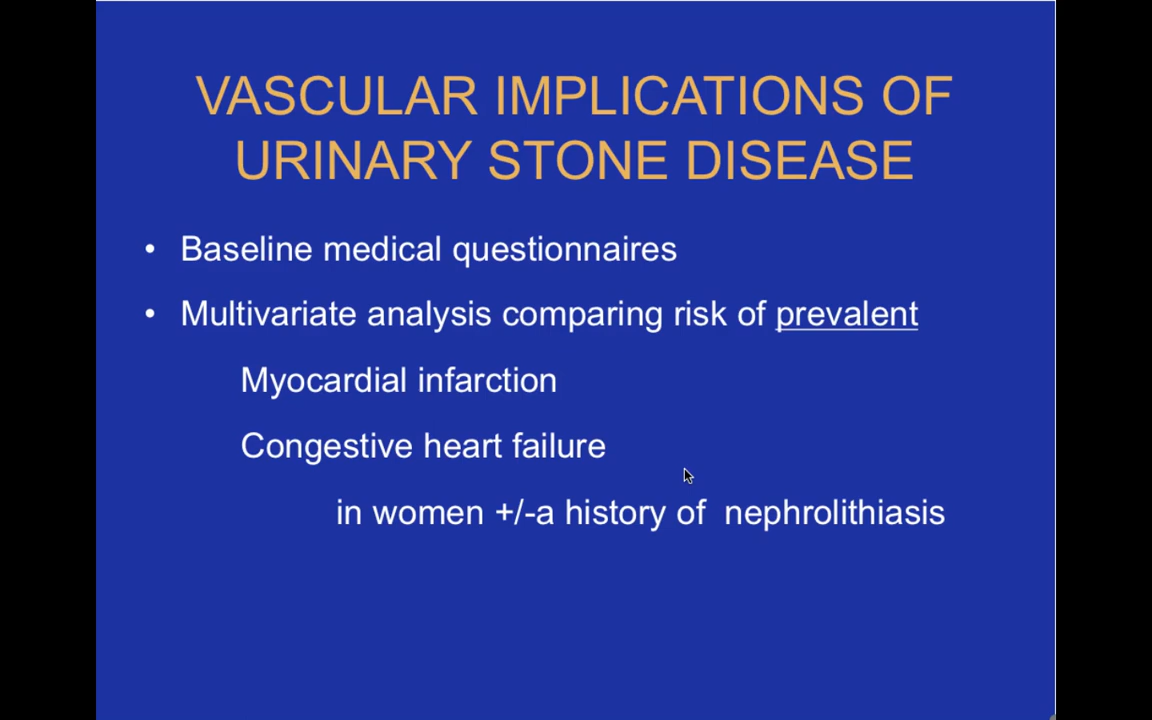 VASCULAR IMPLICATIONS OF
URINARY STONE DISEASE
• Baseline medical questionnaires
• Multivariate analysis comparing risk of prevalent
Myocardial infarction
Congestive heart failure
in women +/-a history of  nephrolithiasis